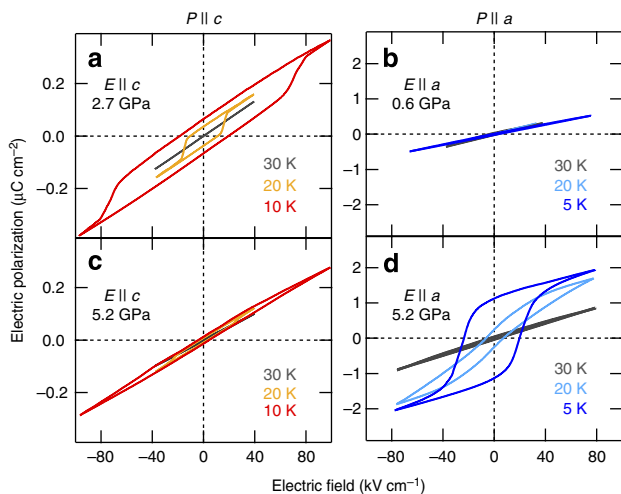 P || c
P || a
Electric polarization (μC cm⁻²)
a
E || c
2.7 GPa
0.2
0.0
−0.2
30 K
20 K
10 K
b
E || a
0.6 GPa
2
1
0
−1
−2
30 K
20 K
5 K
c
E || c
5.2 GPa
0.2
0.0
−0.2
30 K
20 K
10 K
d
E || a
5.2 GPa
2
1
0
−1
−2
30 K
20 K
5 K
−80 −40 0 40 80
−80 −40 0 40 80
Electric field (kV cm⁻¹)